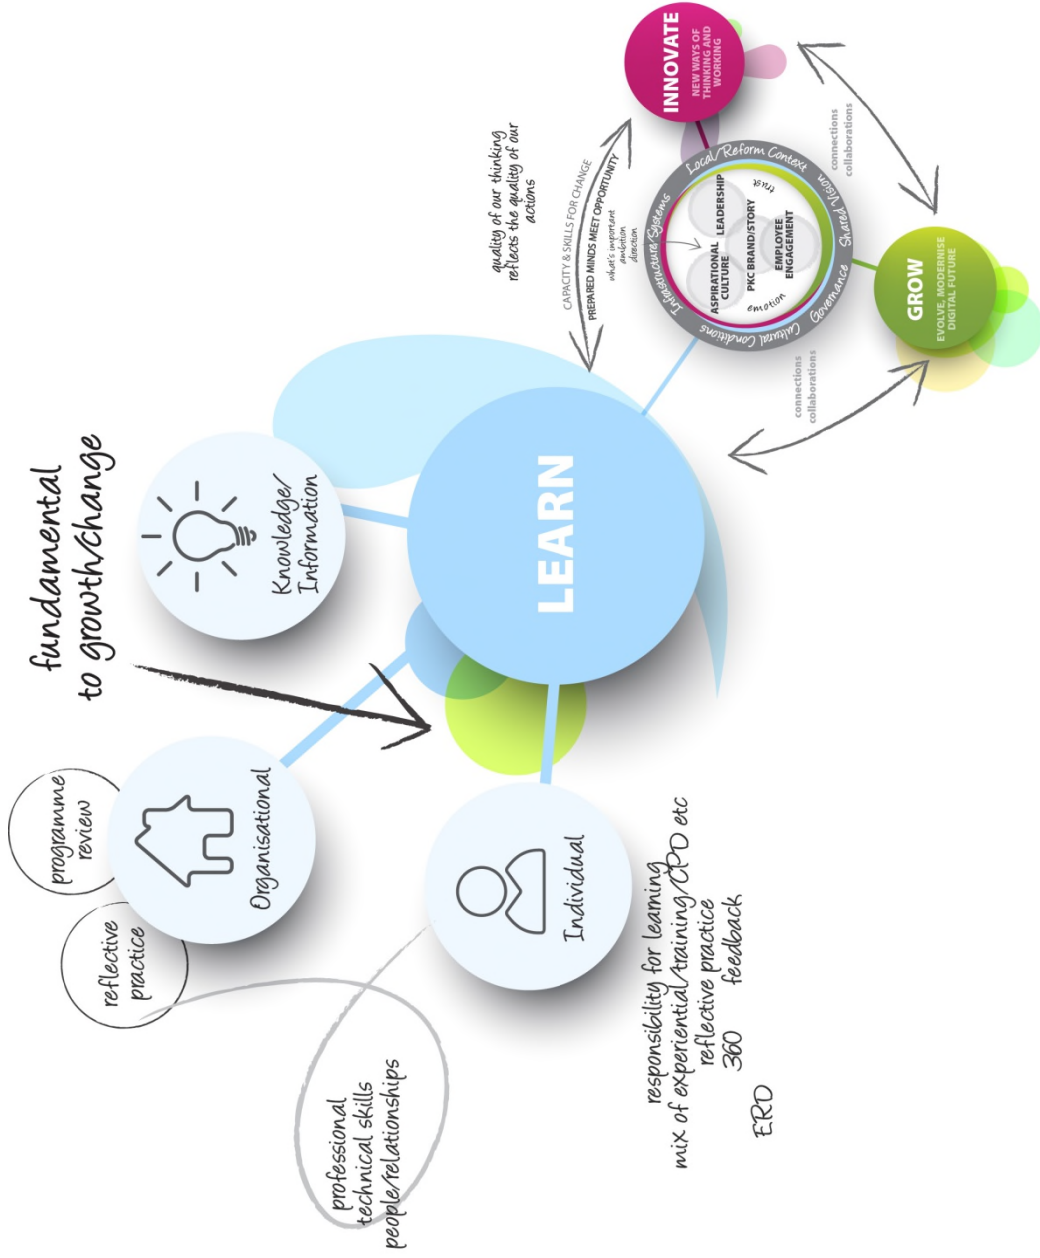 programme
review
reflective
practice
Organisational
fundamental
to growth/change
Knowledge/
Information
professional
technical skills
people/relationships
Individual
responsibility for learning
mix of experiential/training/CPD etc
reflective practice
360 feedback
ERD
LEARN
quality of our thinking
reflects the quality of our
actions
CAPACITY & SKILLS FOR CHANGE
PREPARED MINDS MEET OPPORTUNITY
what's important
ambition
direction
INNOVATE
NEW WAYS OF
THINKING AND
WORKING
Cultural Conditions
Infrastructure/Systems
Local/Reform Context
Shared Vision
Governance
ASPIRATIONAL
CULTURE
LEADERSHIP
PKC BRAND/STORY
EMPLOYEE
ENGAGEMENT
trust
emotion
connections
collaborations
connections
collaborations
GROW
EVOLVE, MODERNISE
DIGITAL FUTURE